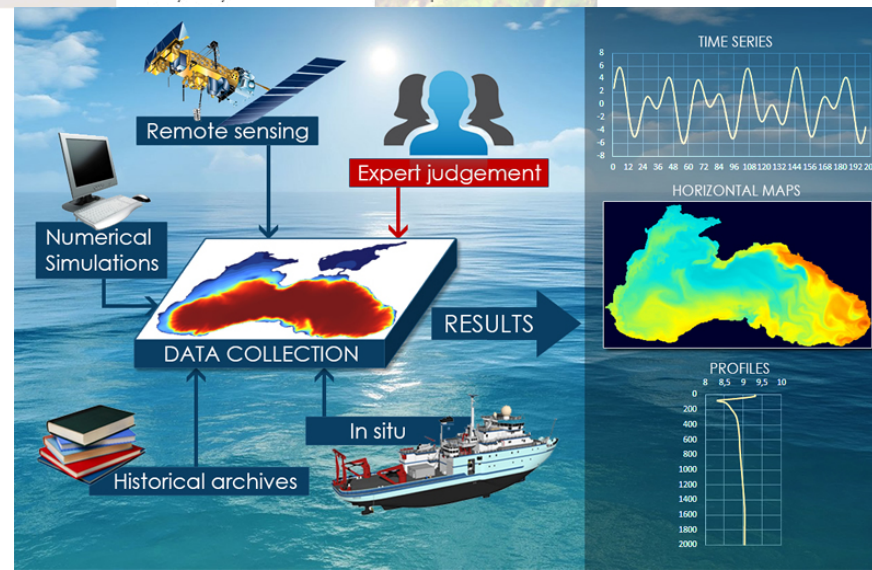 Remote sensing
Expert judgement
Numerical
Simulations
DATA COLLECTION
RESULTS
In situ
Historical archives
TIME SERIES
8
6
4
2
0
-2
-4
-6
-8
0 12 24 36 48 60 72 84 96 108 120 132 144 156 168 180 192 20
HORIZONTAL MAPS
PROFILES
8 8,5 9 9,5 10
0
200
400
600
800
1000
1200
1400
1600
1800
2000